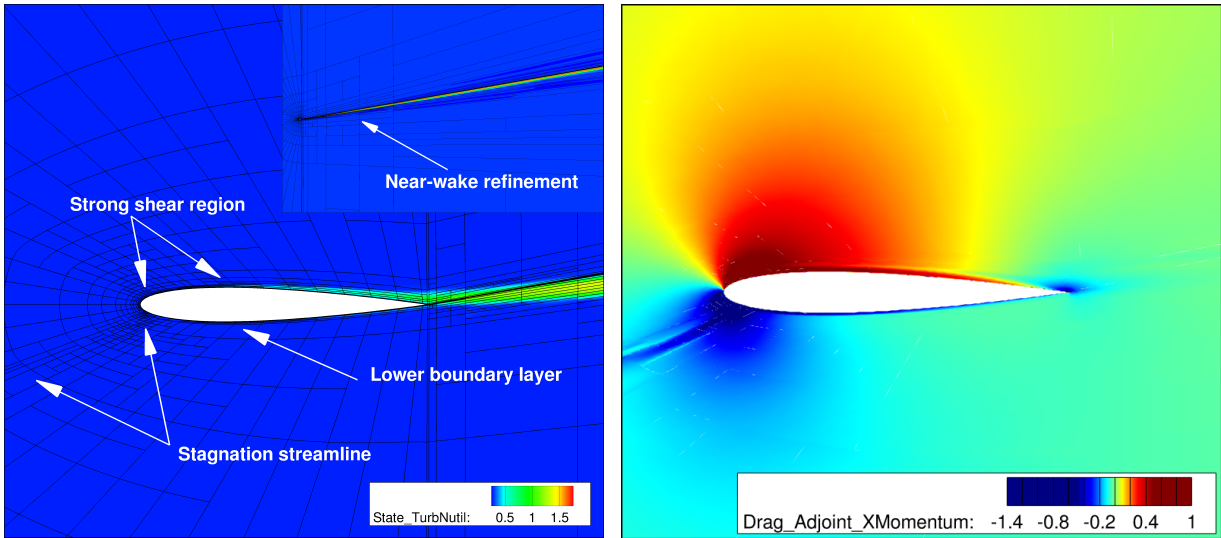 Near-wake refinement
Strong shear region
Lower boundary layer
Stagnation streamline
State_TurbNutil: 0.5 1 1.5
Drag_Adjoint_XMomentum: -1.4 -0.8 -0.2 0.4 1